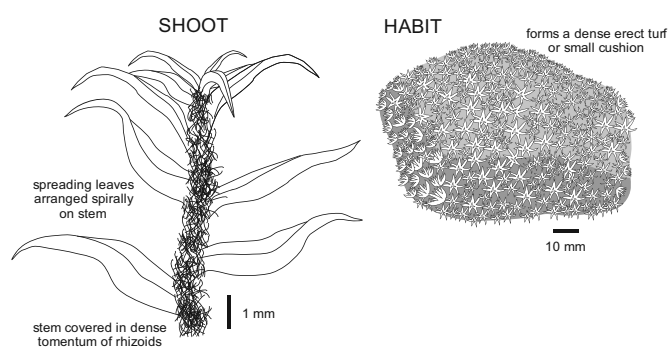 SHOOT
spreading leaves
arranged spirally
on stem
stem covered in dense
tomentum of rhizoids
1 mm
HABIT
forms a dense erect turf
or small cushion
10 mm